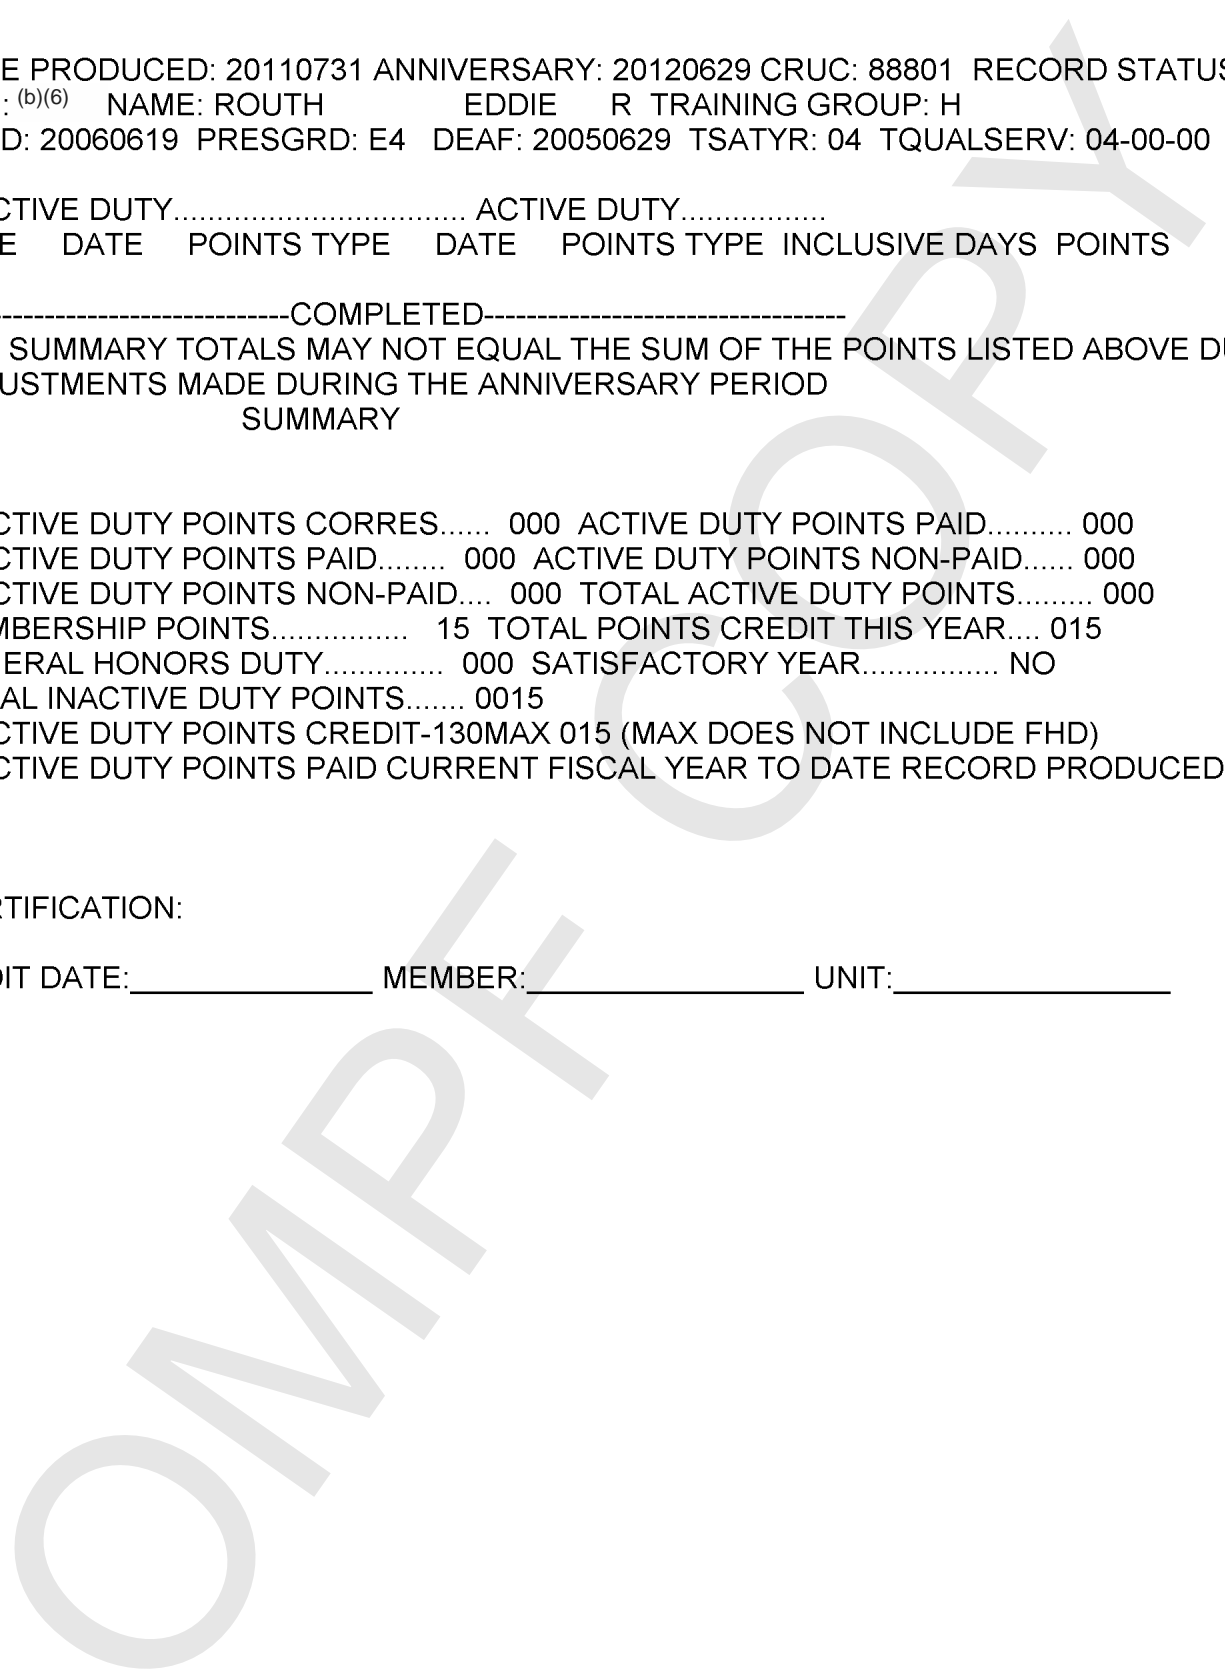 E PRODUCED: 20110731 ANNIVERSARY: 20120629 CRUC: 88801 RECORD STATUS
: (b)(6) NAME: ROUTH EDDIE R TRAINING GROUP: H
D: 20060619 PRESGRD: E4 DEAF: 20050629 TSATYR: 04 TQUALSERV: 04-00-00
CTIVE DUTY.................................. ACTIVE DUTY.................
E DATE POINTS TYPE DATE POINTS TYPE INCLUSIVE DAYS POINTS
----------------------------COMPLETED----------------------------------
SUMMARY TOTALS MAY NOT EQUAL THE SUM OF THE POINTS LISTED ABOVE DU
USTMENTS MADE DURING THE ANNIVERSARY PERIOD
SUMMARY
CTIVE DUTY POINTS CORRES...... 000 ACTIVE DUTY POINTS PAID.......... 000
CTIVE DUTY POINTS PAID........ 000 ACTIVE DUTY POINTS NON-PAID...... 000
CTIVE DUTY POINTS NON-PAID.... 000 TOTAL ACTIVE DUTY POINTS......... 000
MBERSHIP POINTS................ 15 TOTAL POINTS CREDIT THIS YEAR.... 015
ERAL HONORS DUTY.............. 000 SATISFACTORY YEAR................ NO
AL INACTIVE DUTY POINTS....... 0015
CTIVE DUTY POINTS CREDIT-130MAX 015 (MAX DOES NOT INCLUDE FHD)
CTIVE DUTY POINTS PAID CURRENT FISCAL YEAR TO DATE RECORD PRODUCED
RTIFICATION:
DIT DATE:______________ MEMBER:________________ UNIT:________________
OMPF COPY